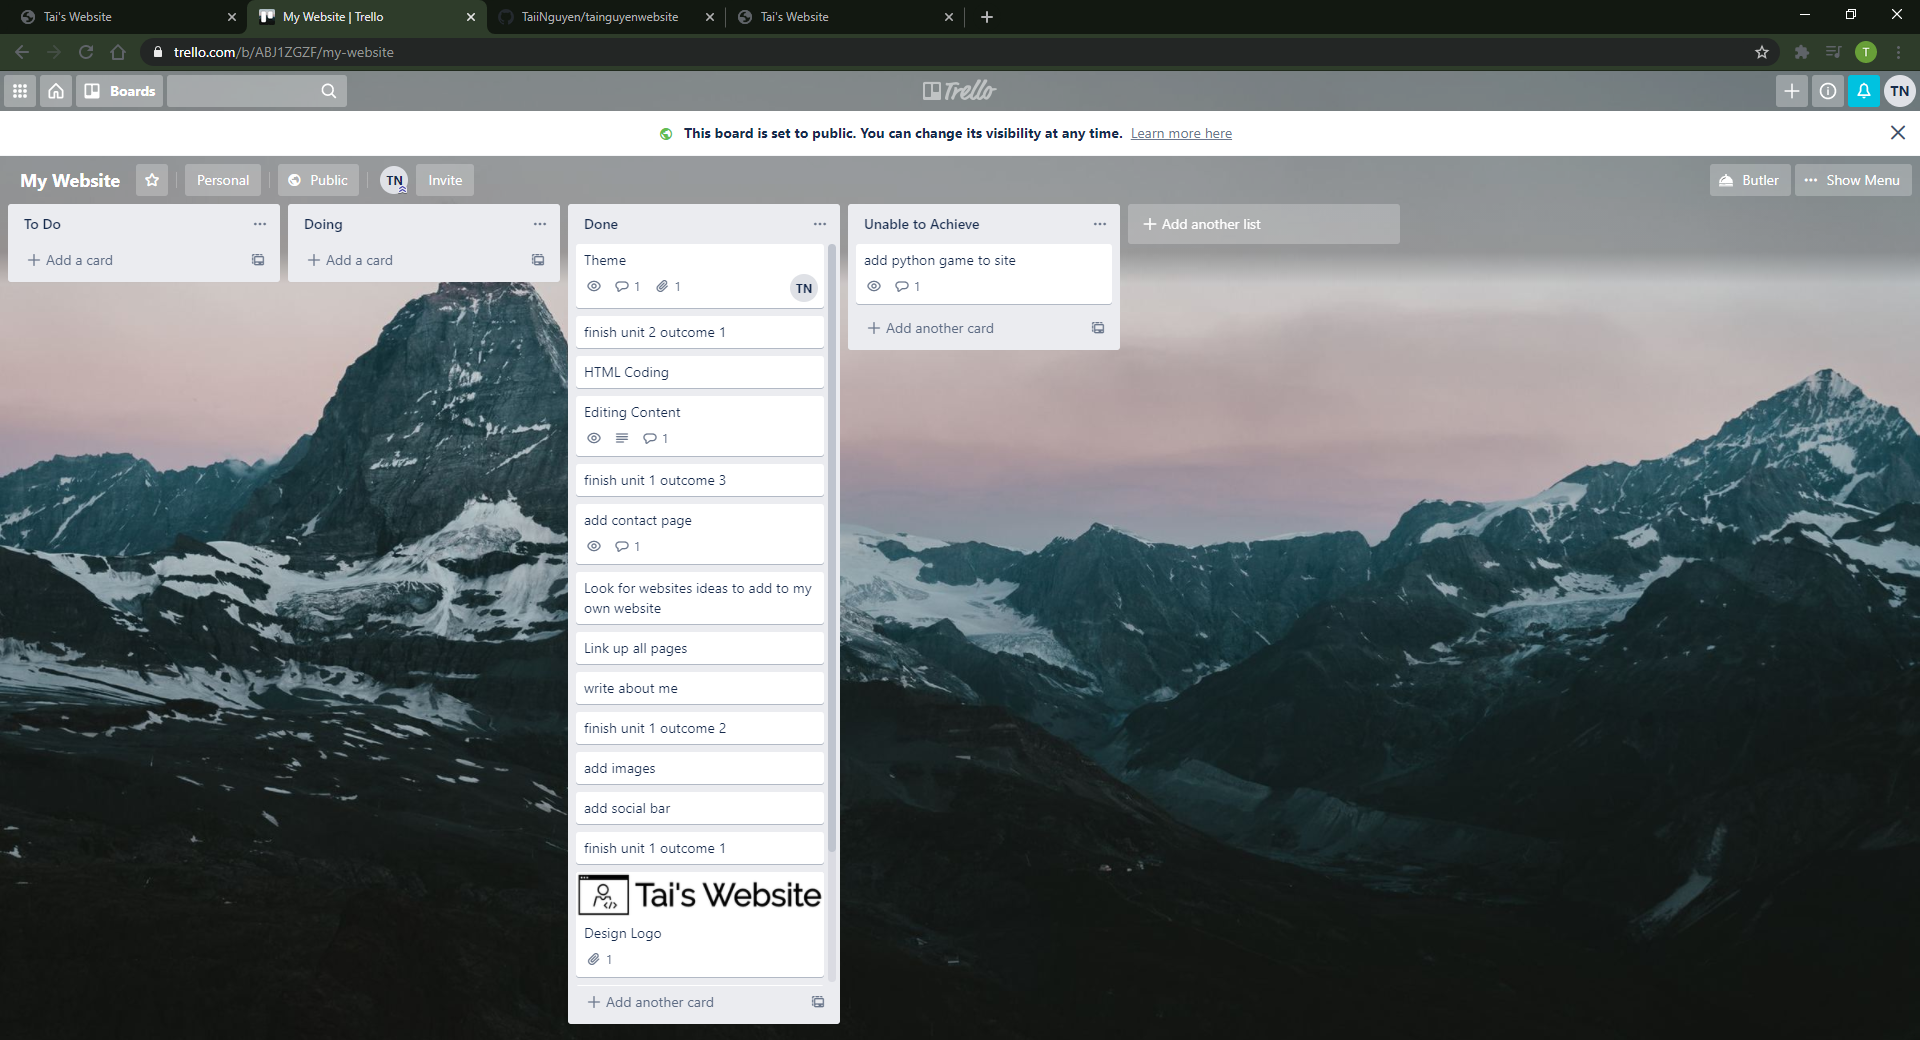 Tai's Website
My Website | Trello
TaiiNguyen/tainguyenwebsite
Tai's Website
trello.com/b/ABJ1ZGZF/my-website
T
Boards
Trello
TN
This board is set to public. You can change its visibility at any time. Learn more here
My Website
Personal
Public
TN
Invite
Butler
Show Menu
To Do
Add a card
Doing
Add a card
Done
Theme
1
1
TN
finish unit 2 outcome 1
HTML Coding
Editing Content
1
finish unit 1 outcome 3
add contact page
1
Look for websites ideas to add to my
own website
Link up all pages
write about me
finish unit 1 outcome 2
add images
add social bar
finish unit 1 outcome 1
Tai's Website
Design Logo
1
Add another card
Unable to Achieve
add python game to site
1
Add another card
Add another list